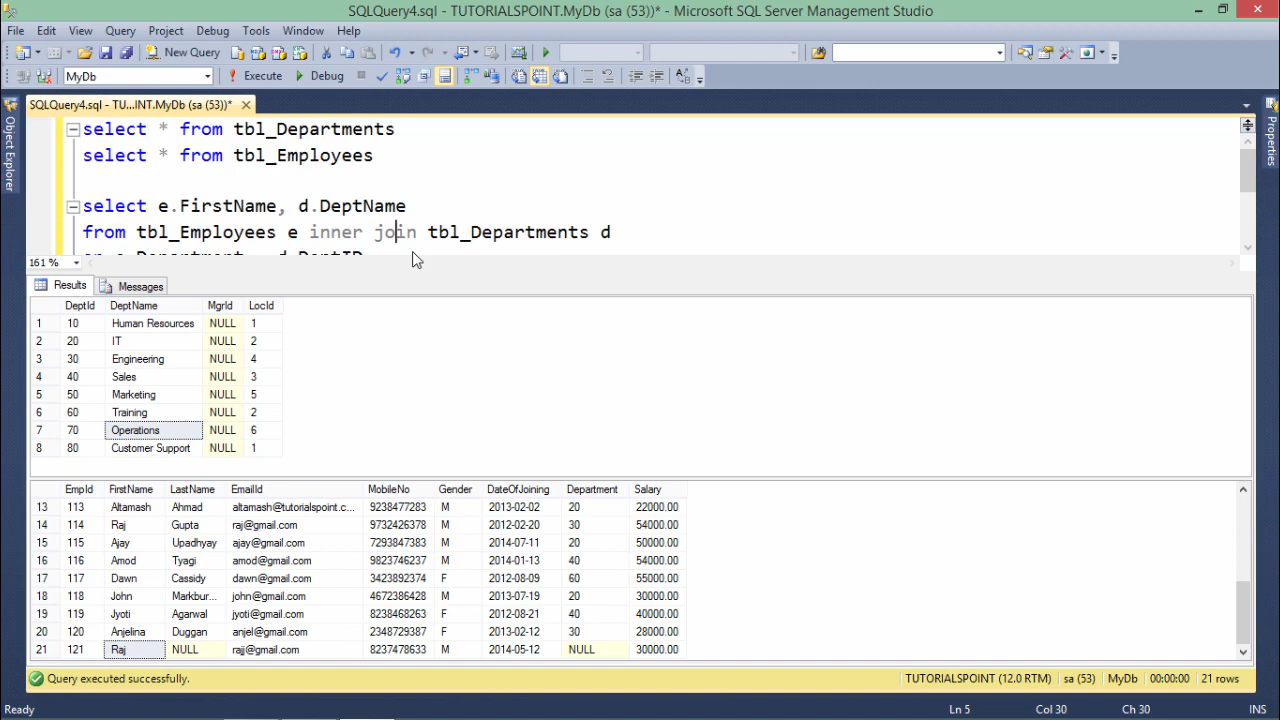 SQLQuery4.sql - TUTORIALSPOINT.MyDb (sa (53))* - Microsoft SQL Server Management Studio
File Edit View Query Project Debug Tools Window Help
New Query
MyDb Execute Debug
SQLQuery4.sql - TU...INT.MyDb (sa (53))*
Object Explorer
Properties
select * from tbl_Departments
select * from tbl_Employees
select e.FirstName, d.DeptName
from tbl_Employees e inner join tbl_Departments d
161 %
Results Messages
DeptId DeptName MgrId LocId
1 10 Human Resources NULL 1
2 20 IT NULL 2
3 30 Engineering NULL 4
4 40 Sales NULL 3
5 50 Marketing NULL 5
6 60 Training NULL 2
7 70 Operations NULL 6
8 80 Customer Support NULL 1
EmpId FirstName LastName EmailId MobileNo Gender DateOfJoining Department Salary
13 113 Altamash Ahmad altamash@tutorialspoint.c... 9238477283 M 2013-02-02 20 22000.00
14 114 Raj Gupta raj@gmail.com 9732426378 M 2012-02-20 30 54000.00
15 115 Ajay Upadhyay ajay@gmail.com 7293847383 M 2014-07-11 20 50000.00
16 116 Amod Tyagi amod@gmail.com 9823746237 M 2014-01-13 40 54000.00
17 117 Dawn Cassidy dawn@gmail.com 3423892374 F 2012-08-09 60 55000.00
18 118 John Markbur... john@gmail.com 4672386428 M 2013-07-19 20 30000.00
19 119 Jyoti Agarwal jyoti@gmail.com 8238468263 F 2012-08-21 40 40000.00
20 120 Anjelina Duggan anjel@gmail.com 2348729387 F 2013-02-12 30 28000.00
21 121 Raj NULL rajj@gmail.com 8237478633 M 2014-05-12 NULL 30000.00
Query executed successfully. TUTORIALSPOINT (12.0 RTM) sa (53) MyDb 00:00:00 21 rows
Ready Ln 5 Col 30 Ch 30 INS